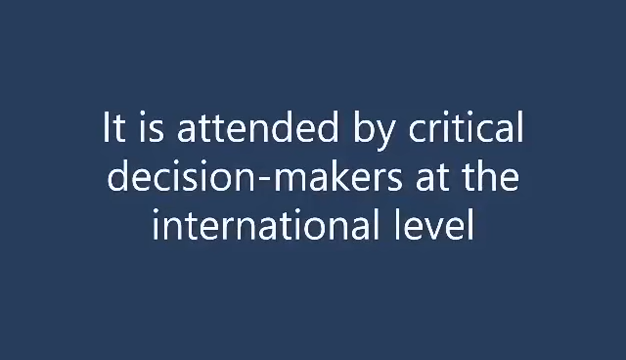 It is attended by critical
decision-makers at the
international level